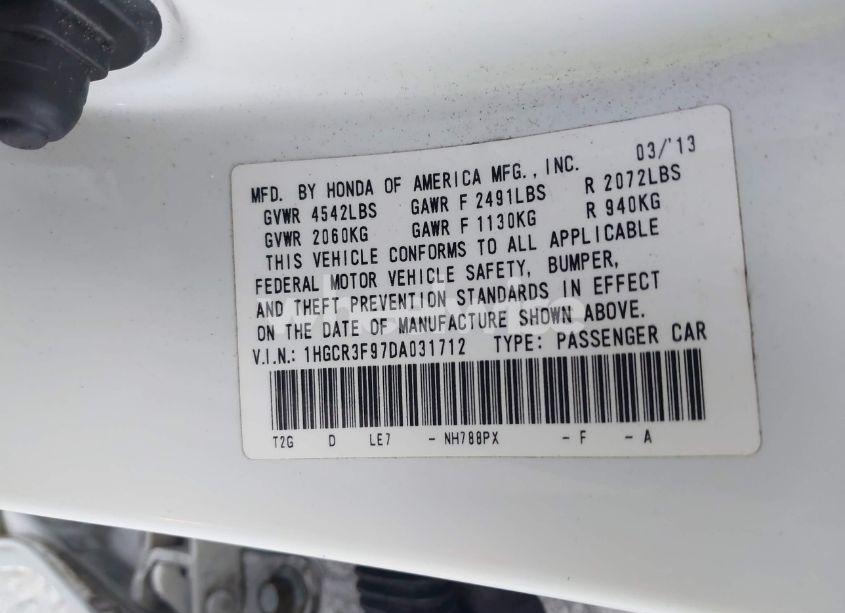 03/'13
MFD. BY HONDA OF AMERICA MFG., INC.
GVWR 4542LBS GAWR F 2491LBS R 2072LBS
GVWR 2060KG GAWR F 1130KG R 940KG
THIS VEHICLE CONFORMS TO ALL APPLICABLE
FEDERAL MOTOR VEHICLE SAFETY, BUMPER,
AND THEFT PREVENTION STANDARDS IN EFFECT
ON THE DATE OF MANUFACTURE SHOWN ABOVE.
V.I.N.: 1HGCR3F97DA031712 TYPE: PASSENGER CAR
T2G D LE7 - NH788PX - F - A